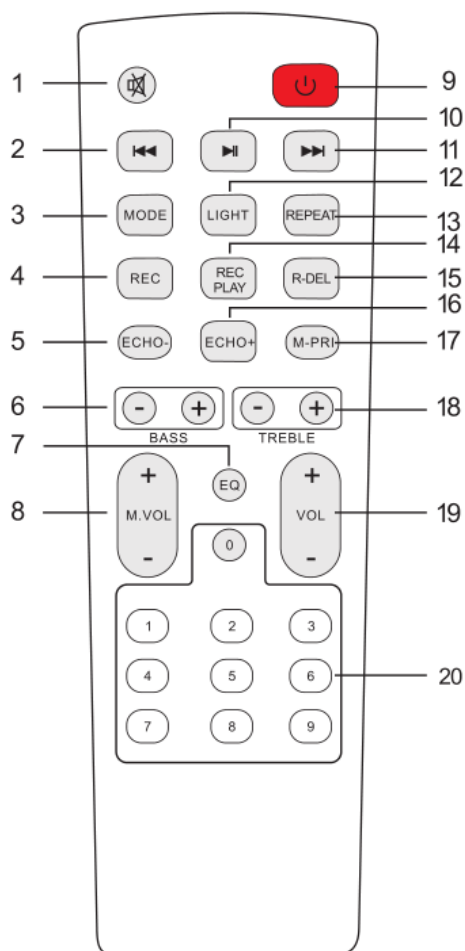 1 9
10
2 11
12
3 MODE LIGHT REPEAT 13
14
4 REC REC PLAY R-DEL 15
16
5 ECHO- ECHO+ M-PRI 17
6 - + - + 18
BASS TREBLE
7
+ EQ +
8 M.VOL VOL 19
- 0 -
1 2 3
4 5 6 20
7 8 9